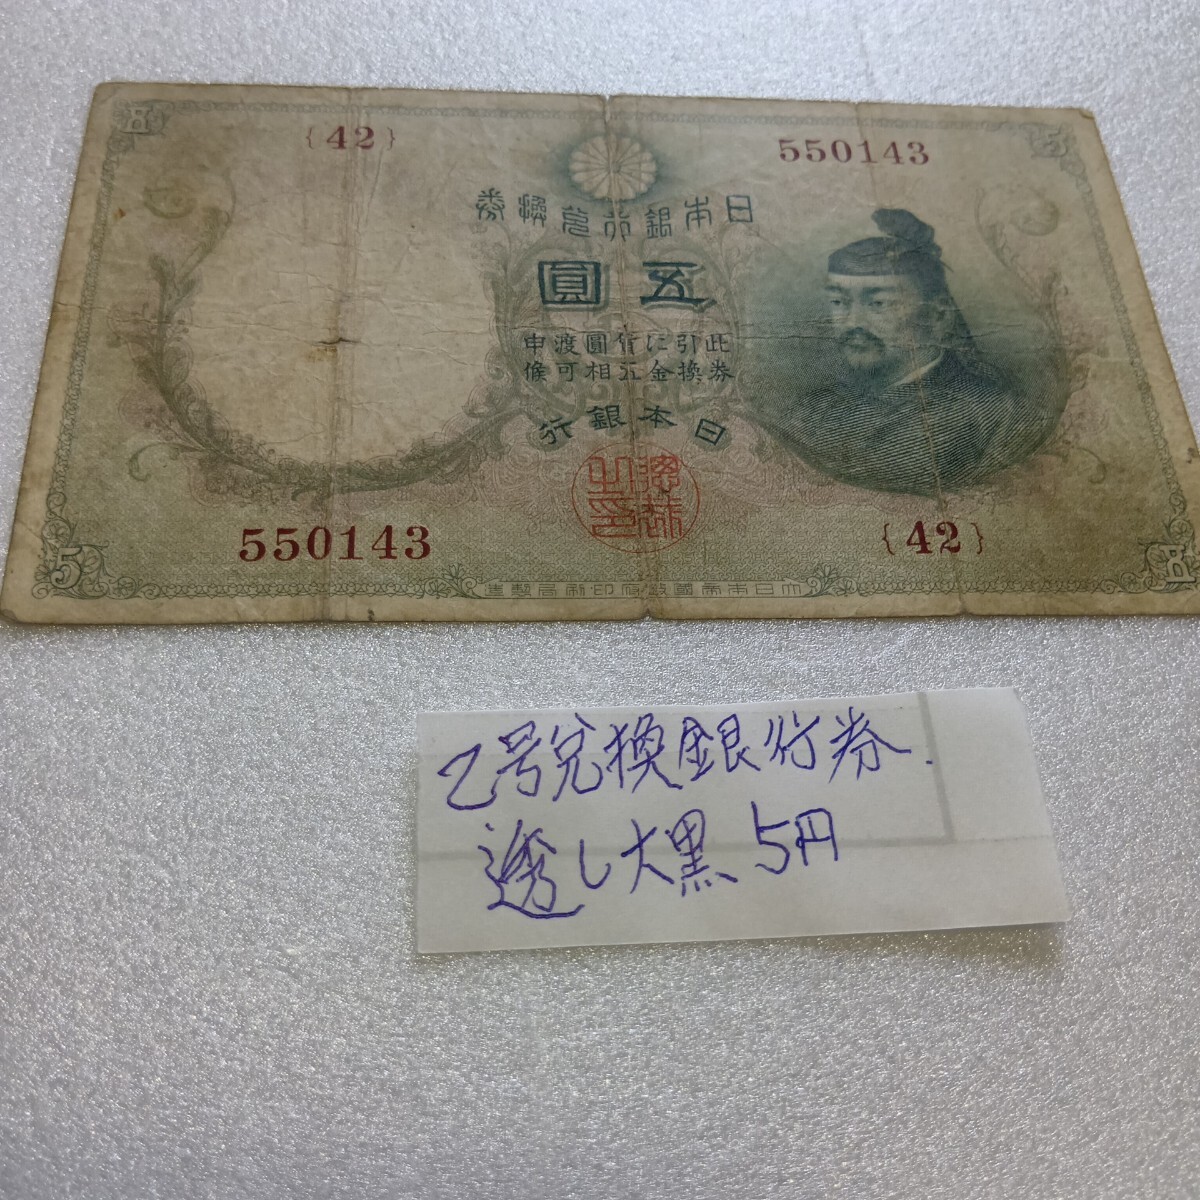 {42}
550143
日本銀行兌換券
五圓
此券引換に金貨五圓相渡可申候
日本銀行
550143
{42}
5
5
大日本帝國政府印刷局製造
乙号兌換銀行券.
透し大黒 5円